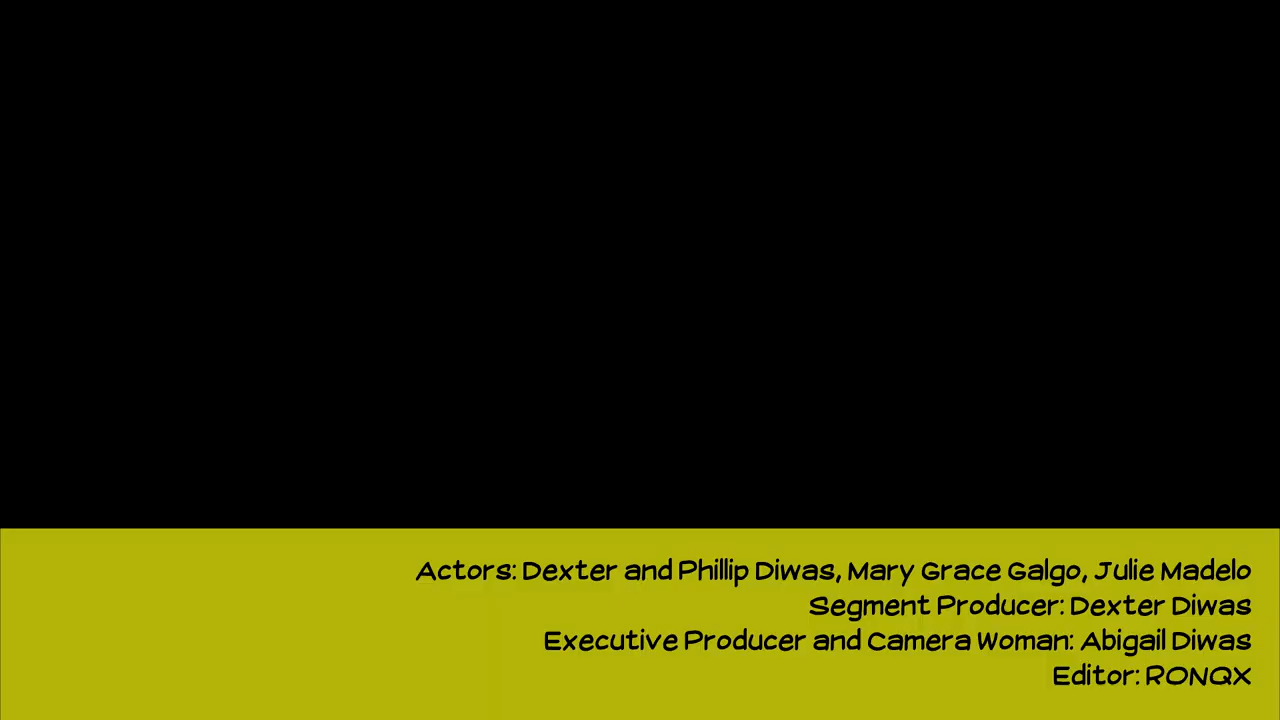 Actors: Dexter and Phillip Diwas, Mary Grace Galgo, Julie Madelo
Segment Producer: Dexter Diwas
Executive Producer and Camera Woman: Abigail Diwas
Editor: RONQX